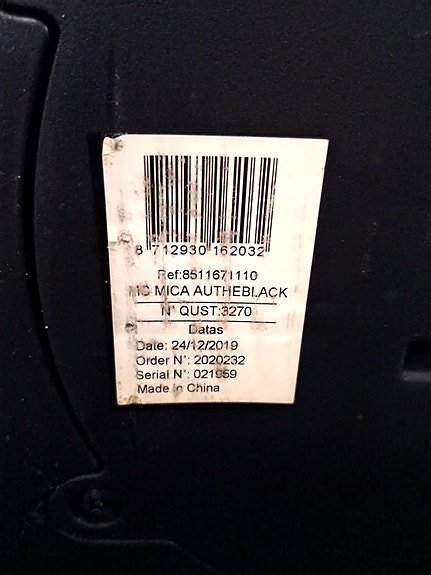 8 712930 162032
Ref:8511671110
MC MICA AUTHEBLACK
N° QUST:3270
Datas
Date: 24/12/2019
Order N°: 2020232
Serial N°: 021959
Made In China